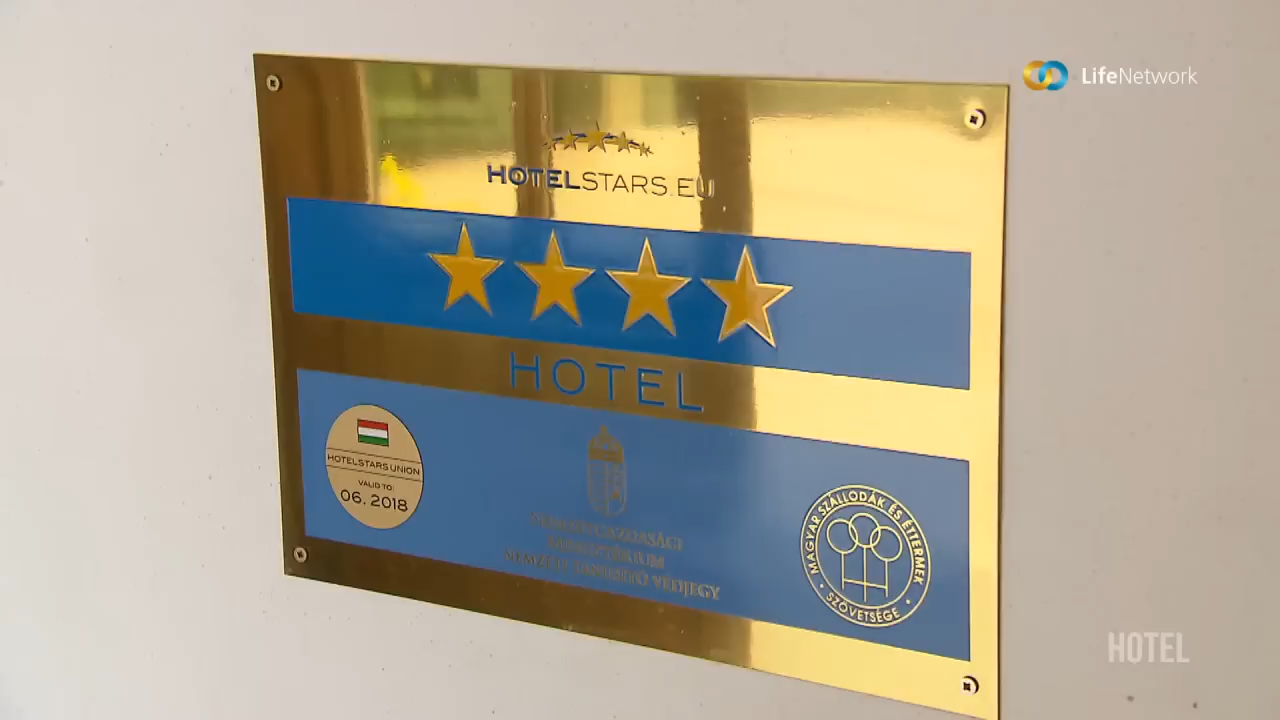 LifeNetwork
HOTELSTARS.EU
HOTEL
HOTELSTARS UNION
VALID TO:
06. 2018
NEMZETGAZDASÁGI
MINISZTÉRIUM
NEMZETI TANÚSÍTÓ VÉDJEGY
MAGYAR SZÁLLODÁK ÉS ÉTTERMEK
SZÖVETSÉGE
HOTEL